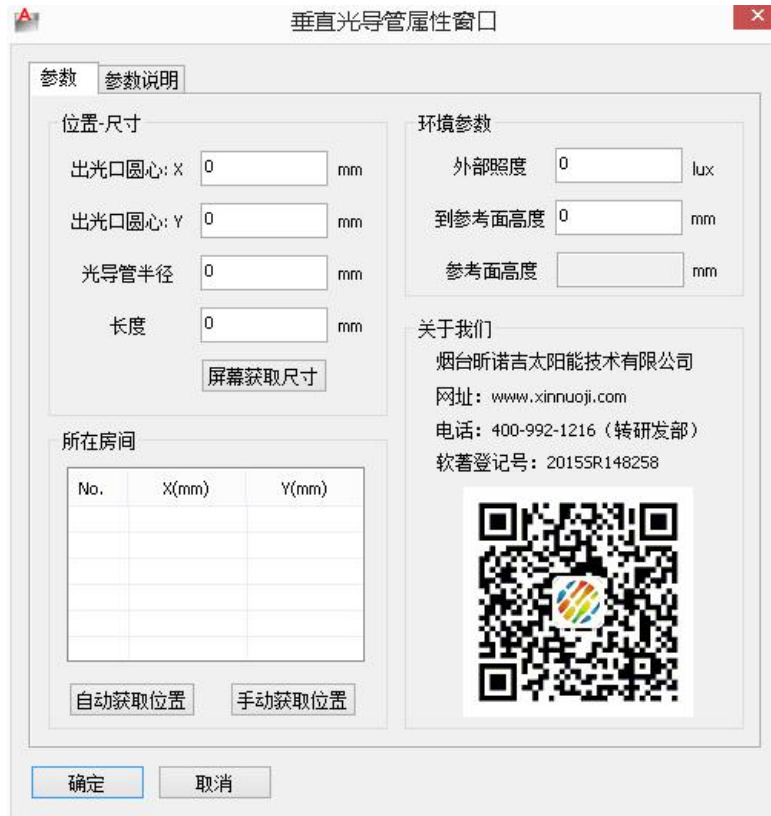 垂直光导管属性窗口
参数 参数说明
位置-尺寸
出光口圆心: X 0 mm
出光口圆心: Y 0 mm
光导管半径 0 mm
长度 0 mm
屏幕获取尺寸
所在房间
No. X(mm) Y(mm)
自动获取位置 手动获取位置
环境参数
外部照度 0 lux
到参考面高度 0 mm
参考面高度 mm
关于我们
烟台昕诺吉太阳能技术有限公司
网址：www.xinnuoji.com
电话：400-992-1216（转研发部）
软著登记号：2015SR148258
确定 取消